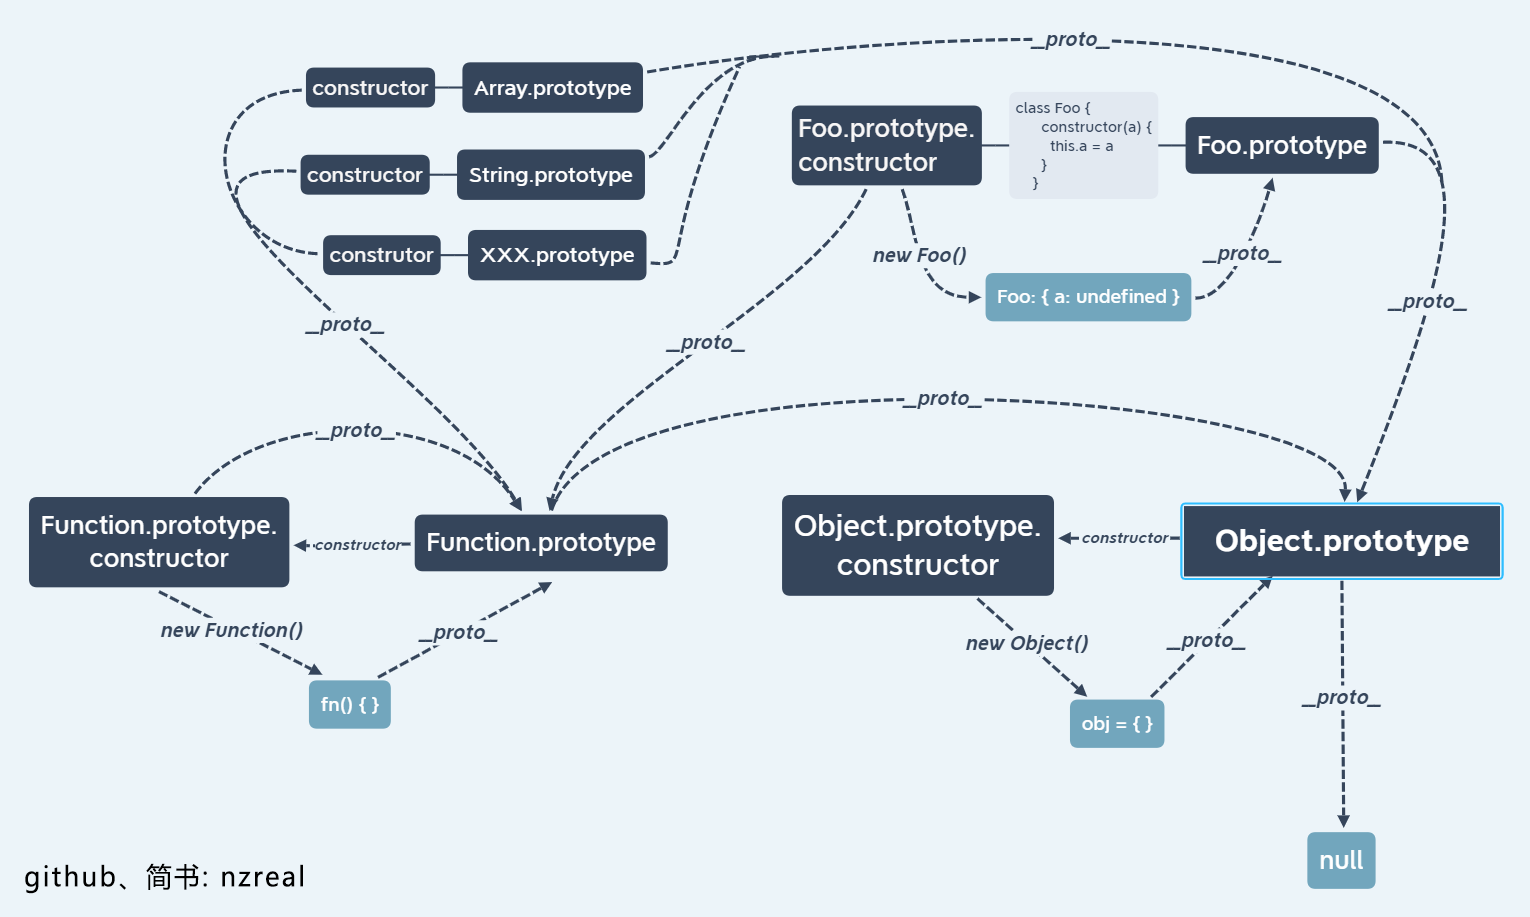 _proto_
constructor
Array.prototype
class Foo {
constructor(a) {
this.a = a
}
}
Foo.prototype.
constructor
Foo.prototype
constructor
String.prototype
construtor
XXX.prototype
new Foo()
_proto_
Foo: { a: undefined }
_proto_
_proto_
_proto_
_proto_
_proto_
Function.prototype.
constructor
constructor
Function.prototype
Object.prototype.
constructor
constructor
Object.prototype
new Function()
_proto_
new Object()
_proto_
fn() { }
obj = { }
_proto_
null
github、简书: nzreal